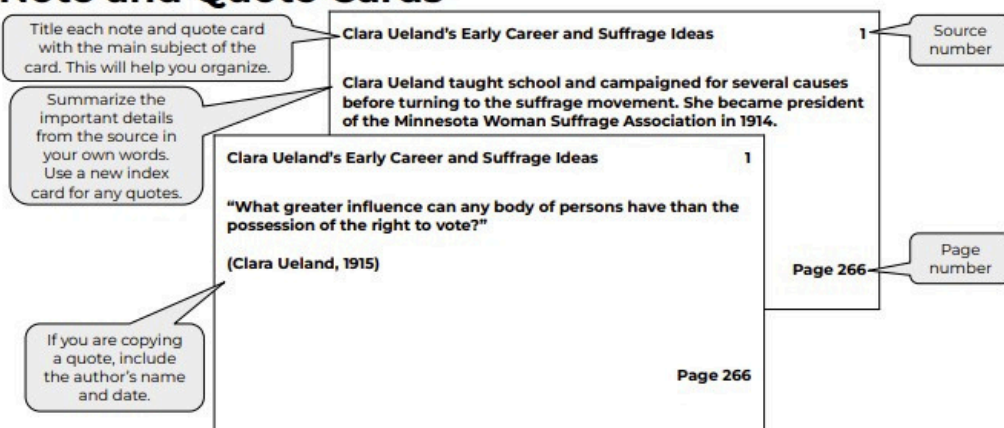 Note and Quote Cards
Title each note and quote card
with the main subject of the
card. This will help you organize.
Clara Ueland's Early Career and Suffrage Ideas 1
Source
number
Summarize the
important details
from the source in
your own words.
Use a new index
card for any quotes.
Clara Ueland taught school and campaigned for several causes
before turning to the suffrage movement. She became president
of the Minnesota Woman Suffrage Association in 1914.
Page 266
Page
number
Clara Ueland's Early Career and Suffrage Ideas 1
“What greater influence can any body of persons have than the
possession of the right to vote?”
(Clara Ueland, 1915)
If you are copying
a quote, include
the author's name
and date.
Page 266